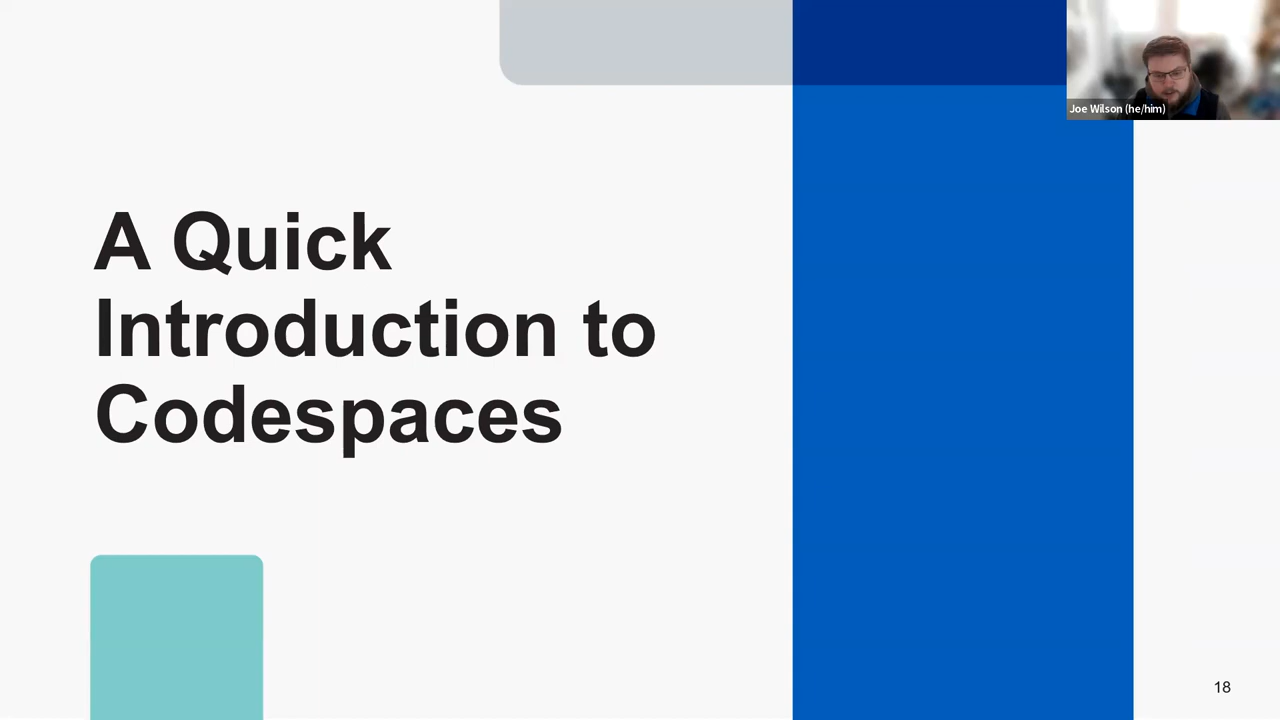 Joe Wilson (he/him)
A Quick
Introduction to
Codespaces
18